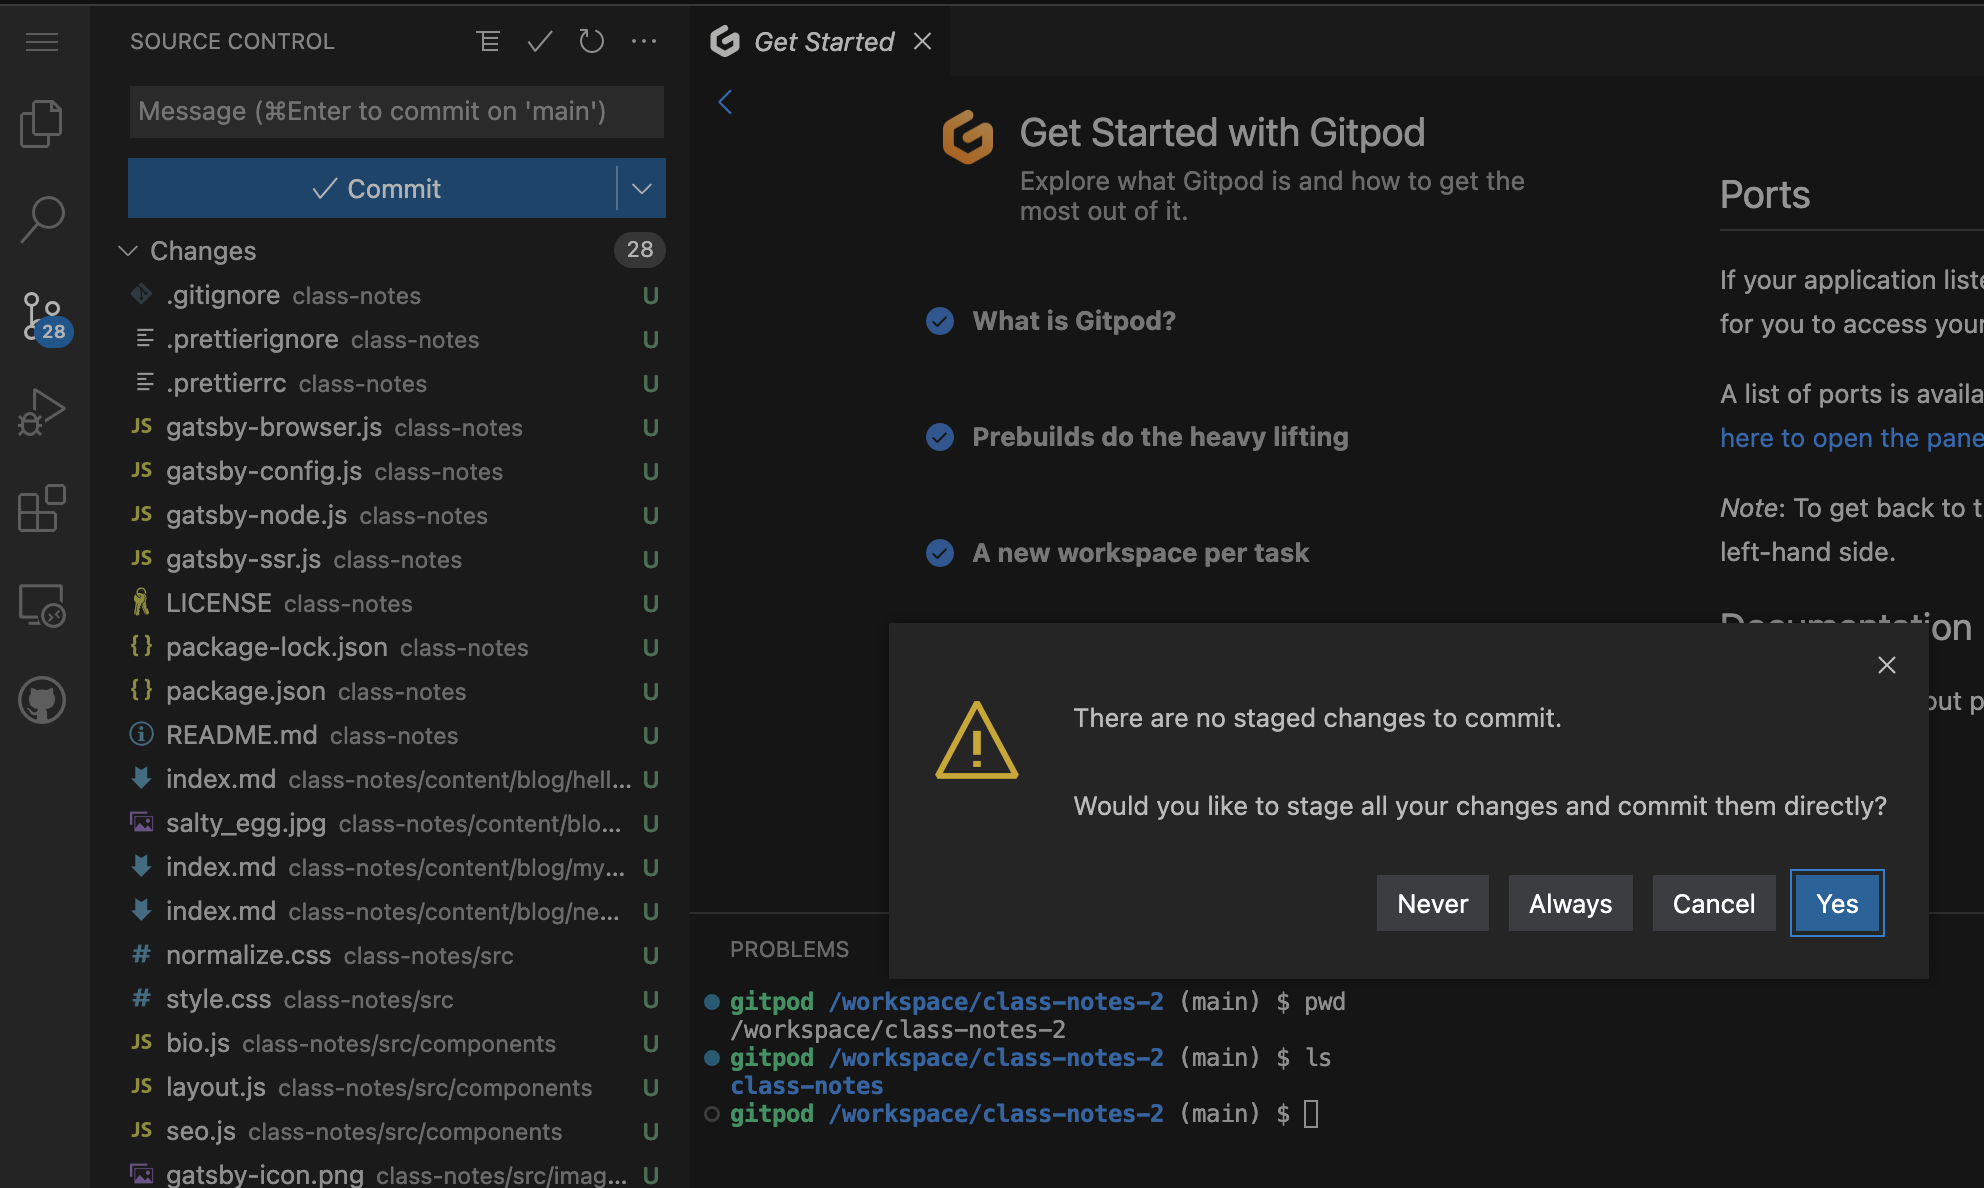 SOURCE CONTROL
Message (⌘Enter to commit on 'main')
Commit
Changes 28
28
.gitignore class-notes U
.prettierignore class-notes U
.prettierrc class-notes U
JS gatsby-browser.js class-notes U
JS gatsby-config.js class-notes U
JS gatsby-node.js class-notes U
JS gatsby-ssr.js class-notes U
LICENSE class-notes U
{} package-lock.json class-notes U
{} package.json class-notes U
README.md class-notes U
index.md class-notes/content/blog/hell... U
salty_egg.jpg class-notes/content/blo... U
index.md class-notes/content/blog/my... U
index.md class-notes/content/blog/ne... U
# normalize.css class-notes/src U
# style.css class-notes/src U
JS bio.js class-notes/src/components U
JS layout.js class-notes/src/components U
JS seo.js class-notes/src/components U
gatsby-icon.png class-notes/src/imag... U
Get Started
Get Started with Gitpod
Explore what Gitpod is and how to get the
most out of it.
What is Gitpod?
Prebuilds do the heavy lifting
A new workspace per task
Ports
If your application liste
for you to access your
A list of ports is availa
here to open the pane
Note: To get back to t
left-hand side.
Documentation
out p
There are no staged changes to commit.
Would you like to stage all your changes and commit them directly?
Never
Always
Cancel
Yes
PROBLEMS
gitpod /workspace/class-notes-2 (main) $ pwd
/workspace/class-notes-2
gitpod /workspace/class-notes-2 (main) $ ls
class-notes
gitpod /workspace/class-notes-2 (main) $